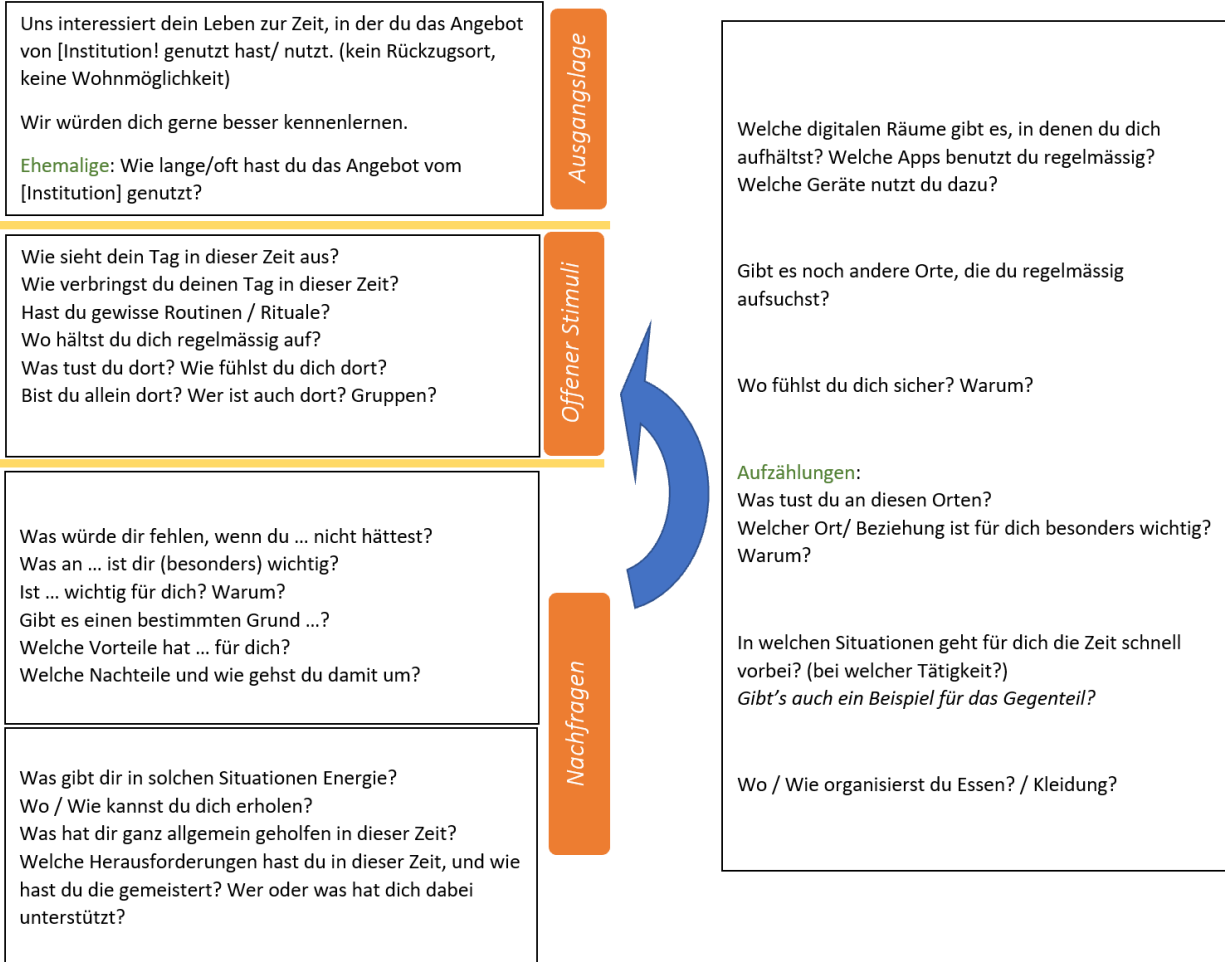 Uns interessiert dein Leben zur Zeit, in der du das Angebot
von [Institution! genutzt hast/ nutzt. (kein Rückzugsort,
keine Wohnmöglichkeit)
Wir würden dich gerne besser kennenlernen.
Ehemalige: Wie lange/oft hast du das Angebot vom
[Institution] genutzt?
Ausgangslage
Wie sieht dein Tag in dieser Zeit aus?
Wie verbringst du deinen Tag in dieser Zeit?
Hast du gewisse Routinen / Rituale?
Wo hältst du dich regelmässig auf?
Was tust du dort? Wie fühlst du dich dort?
Bist du allein dort? Wer ist auch dort? Gruppen?
Offener Stimuli
Was würde dir fehlen, wenn du ... nicht hättest?
Was an ... ist dir (besonders) wichtig?
Ist ... wichtig für dich? Warum?
Gibt es einen bestimmten Grund ...?
Welche Vorteile hat ... für dich?
Welche Nachteile und wie gehst du damit um?
Nachfragen
Was gibt dir in solchen Situationen Energie?
Wo / Wie kannst du dich erholen?
Was hat dir ganz allgemein geholfen in dieser Zeit?
Welche Herausforderungen hast du in dieser Zeit, und wie
hast du die gemeistert? Wer oder was hat dich dabei
unterstützt?
Welche digitalen Räume gibt es, in denen du dich
aufhältst? Welche Apps benutzt du regelmässig?
Welche Geräte nutzt du dazu?
Gibt es noch andere Orte, die du regelmässig
aufsuchst?
Wo fühlst du dich sicher? Warum?
Aufzählungen:
Was tust du an diesen Orten?
Welcher Ort/ Beziehung ist für dich besonders wichtig?
Warum?
In welchen Situationen geht für dich die Zeit schnell
vorbei? (bei welcher Tätigkeit?)
Gibt's auch ein Beispiel für das Gegenteil?
Wo / Wie organisierst du Essen? / Kleidung?